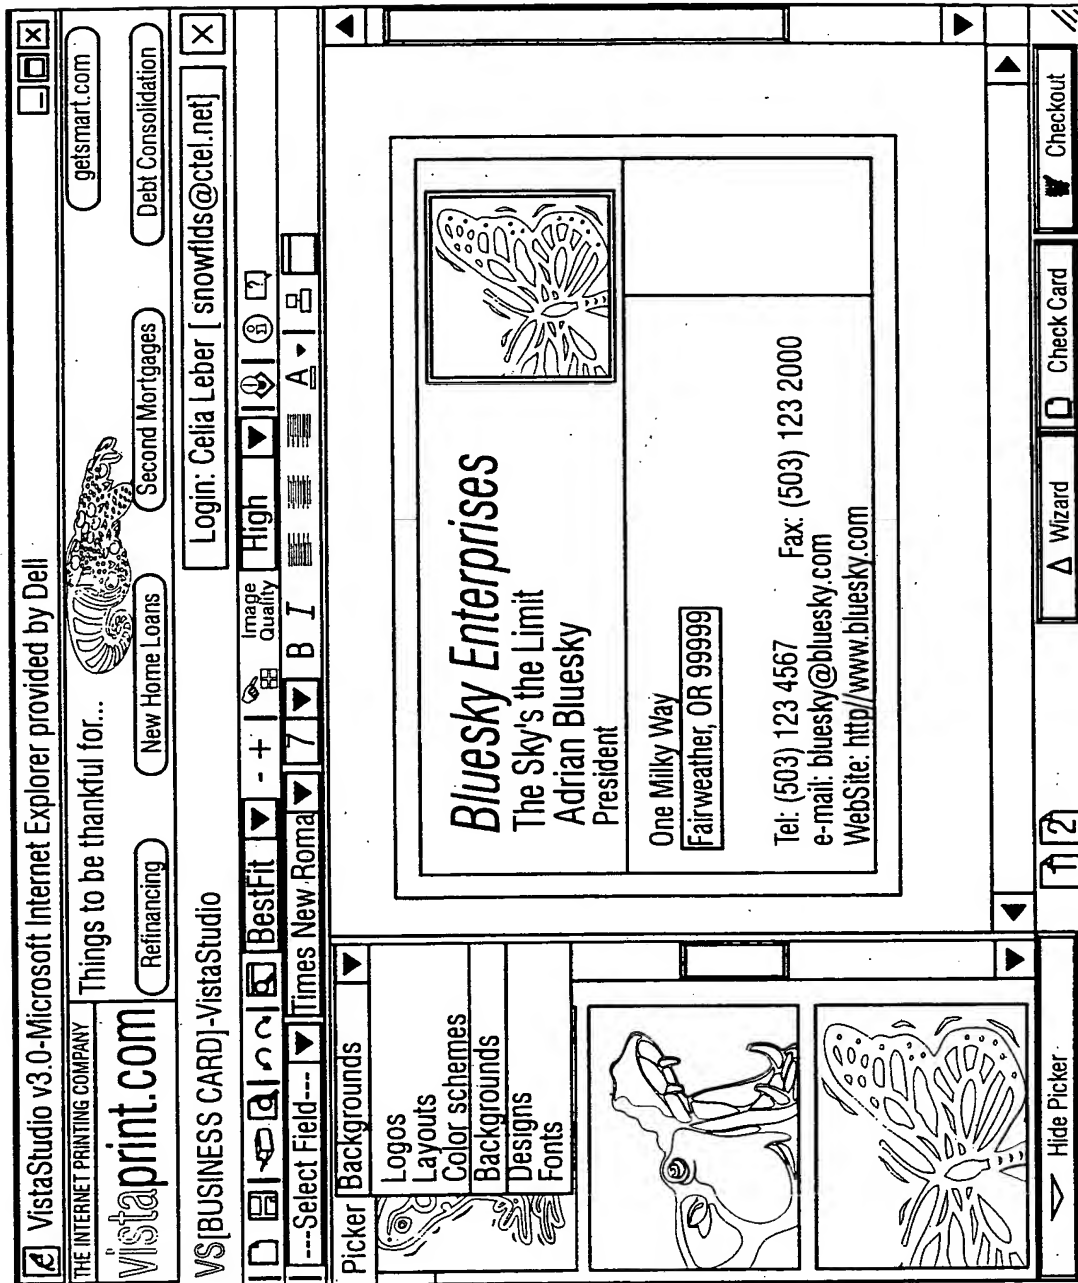 VistaStudio v3.0-Microsoft Internet Explorer provided by Dell
THE INTERNET PRINTING COMPANY
vistaprint.com
Things to be thankful for...
getsmart.com
Refinancing
New Home Loans
Second Mortgages
Debt Consolidation
VS[BUSINESS CARD]-VistaStudio
Login: Celia Leber [ snowflds@ctel.net]
BestFit
- +
Image
Quality
High
----Select Field----
Times New Roma
7
B I
A
Picker
Backgrounds
Logos
Layouts
Color schemes
Backgrounds
Designs
Fonts
Bluesky Enterprises
The Sky's the Limit
Adrian Bluesky
President
One Milky Way
Fairweather, OR 99999
Tel: (503) 123 4567 Fax: (503) 123 2000
e-mail: bluesky@bluesky.com
WebSite: http//www.bluesky.com
Hide Picker
1 2
Wizard
Check Card
Checkout